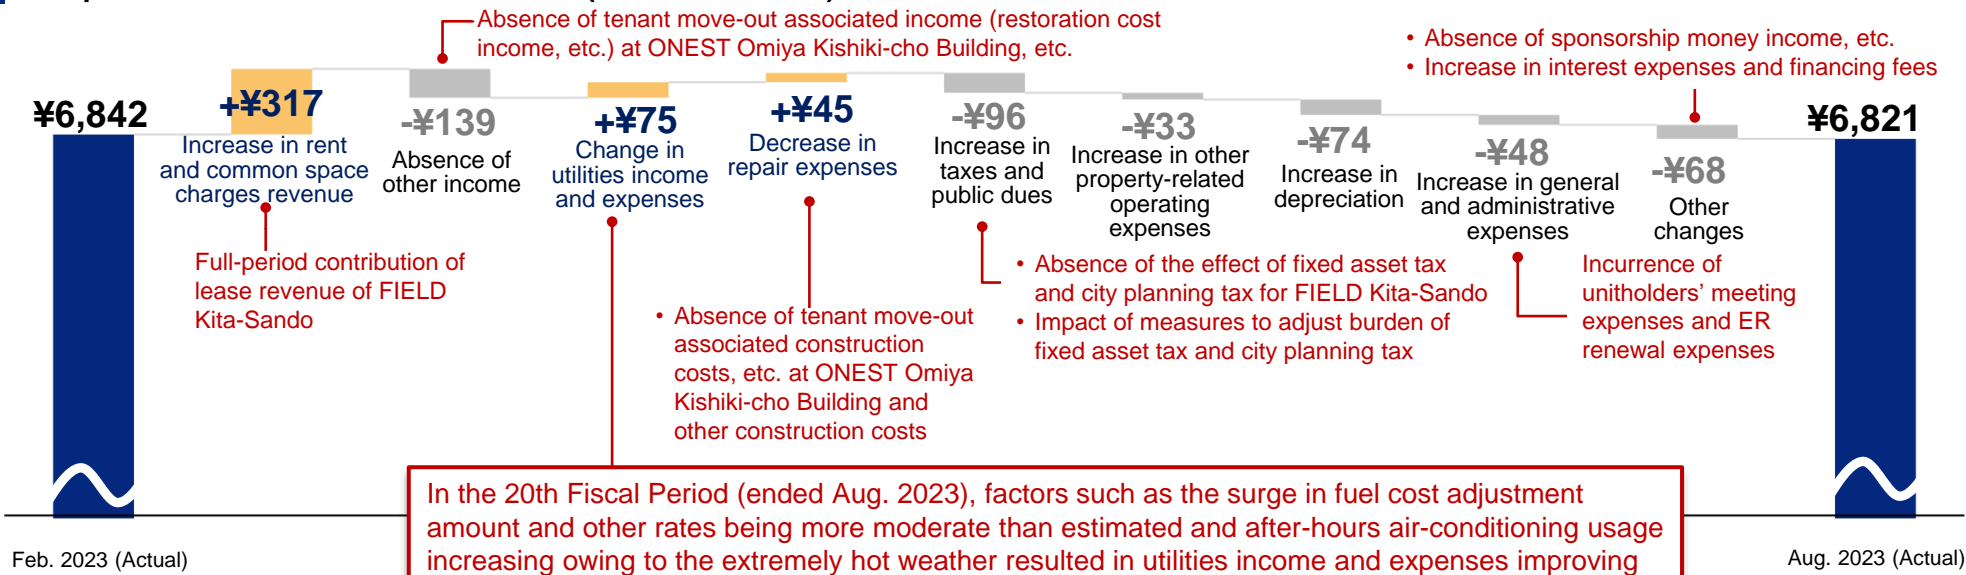 Absence of tenant move-out associated income (restoration cost
income, etc.) at ONEST Omiya Kishiki-cho Building, etc.
• Absence of sponsorship money income, etc.
• Increase in interest expenses and financing fees
¥6,842
+¥317
Increase in rent
and common space
charges revenue
-¥139
Absence of
other income
+¥75
Change in
utilities income
and expenses
+¥45
Decrease in
repair expenses
-¥96
Increase in
taxes and
public dues
-¥33
Increase in other
property-related
operating
expenses
-¥74
Increase in
depreciation
-¥48
Increase in general
and administrative
expenses
-¥68
Other
changes
¥6,821
Full-period contribution of
lease revenue of FIELD
Kita-Sando
• Absence of tenant move-out
associated construction
costs, etc. at ONEST Omiya
Kishiki-cho Building and
other construction costs
• Absence of the effect of fixed asset tax
and city planning tax for FIELD Kita-Sando
• Impact of measures to adjust burden of
fixed asset tax and city planning tax
Incurrence of
unitholders’ meeting
expenses and ER
renewal expenses
In the 20th Fiscal Period (ended Aug. 2023), factors such as the surge in fuel cost adjustment
amount and other rates being more moderate than estimated and after-hours air-conditioning usage
increasing owing to the extremely hot weather resulted in utilities income and expenses improving
Feb. 2023 (Actual)
Aug. 2023 (Actual)